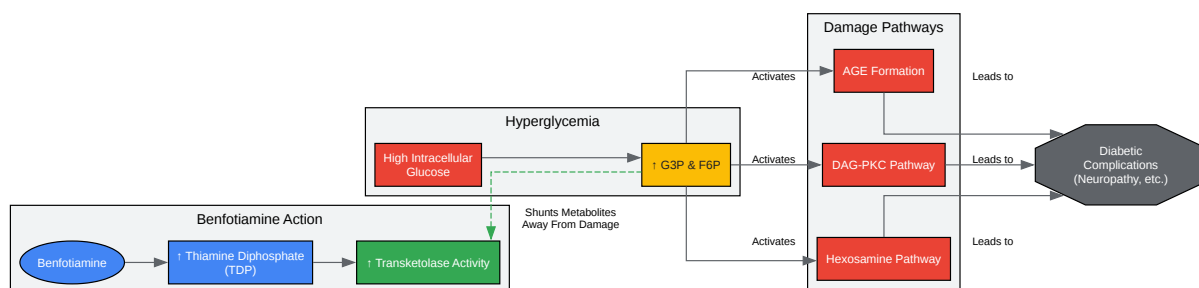 Damage Pathways
AGE Formation
Activates
Leads to
Hyperglycemia
High Intracellular
Glucose
↑ G3P & F6P
Activates
DAG-PKC Pathway
Leads to
Diabetic
Complications
(Neuropathy, etc.)
Shunts Metabolites
Away From Damage
Benfotiamine Action
Benfotiamine
↑ Thiamine Diphosphate
(TDP)
↑ Transketolase Activity
Activates
Hexosamine Pathway
Leads to